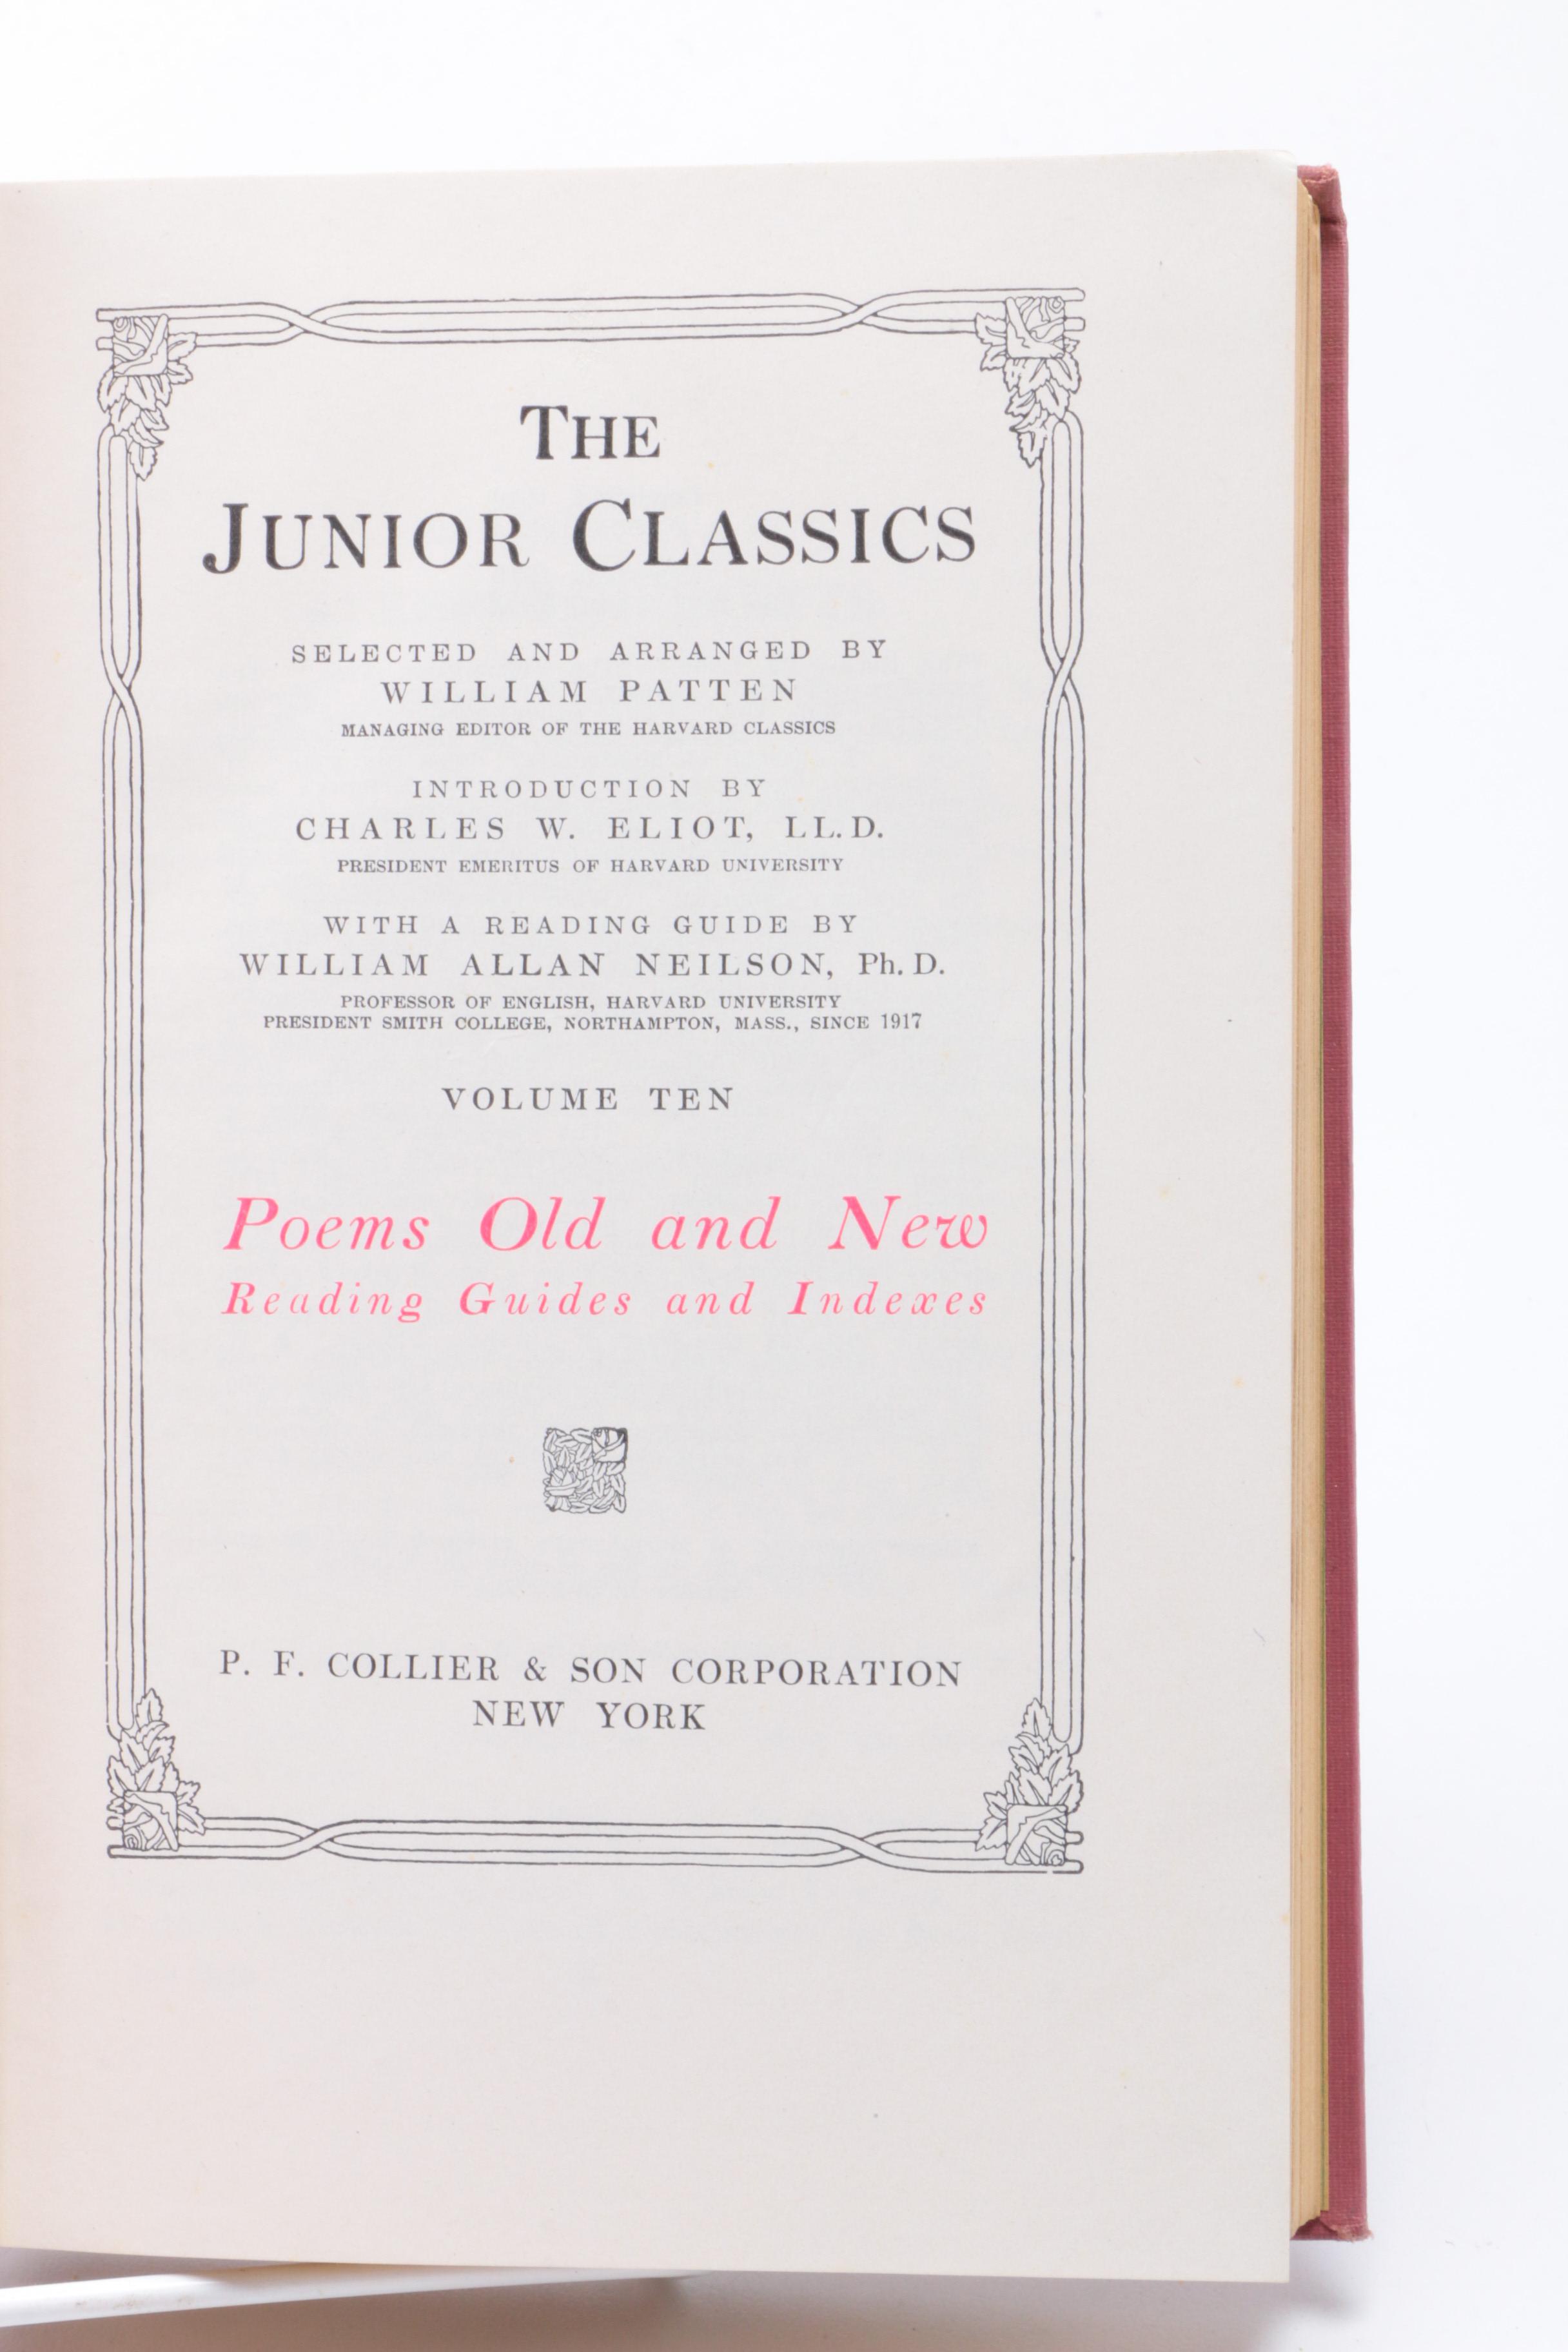 THE
JUNIOR CLASSICS
SELECTED AND ARRANGED BY
WILLIAM PATTEN
MANAGING EDITOR OF THE HARVARD CLASSICS
INTRODUCTION BY
CHARLES W. ELIOT, LL. D.
PRESIDENT EMERITUS OF HARVARD UNIVERSITY
WITH A READING GUIDE BY
WILLIAM ALLAN NEILSON, Ph. D.
PROFESSOR OF ENGLISH, HARVARD UNIVERSITY
PRESIDENT SMITH COLLEGE, NORTHAMPTON, MASS., SINCE 1917
VOLUME TEN
Poems Old and New
Reading Guides and Indexes
P. F. COLLIER & SON CORPORATION
NEW YORK